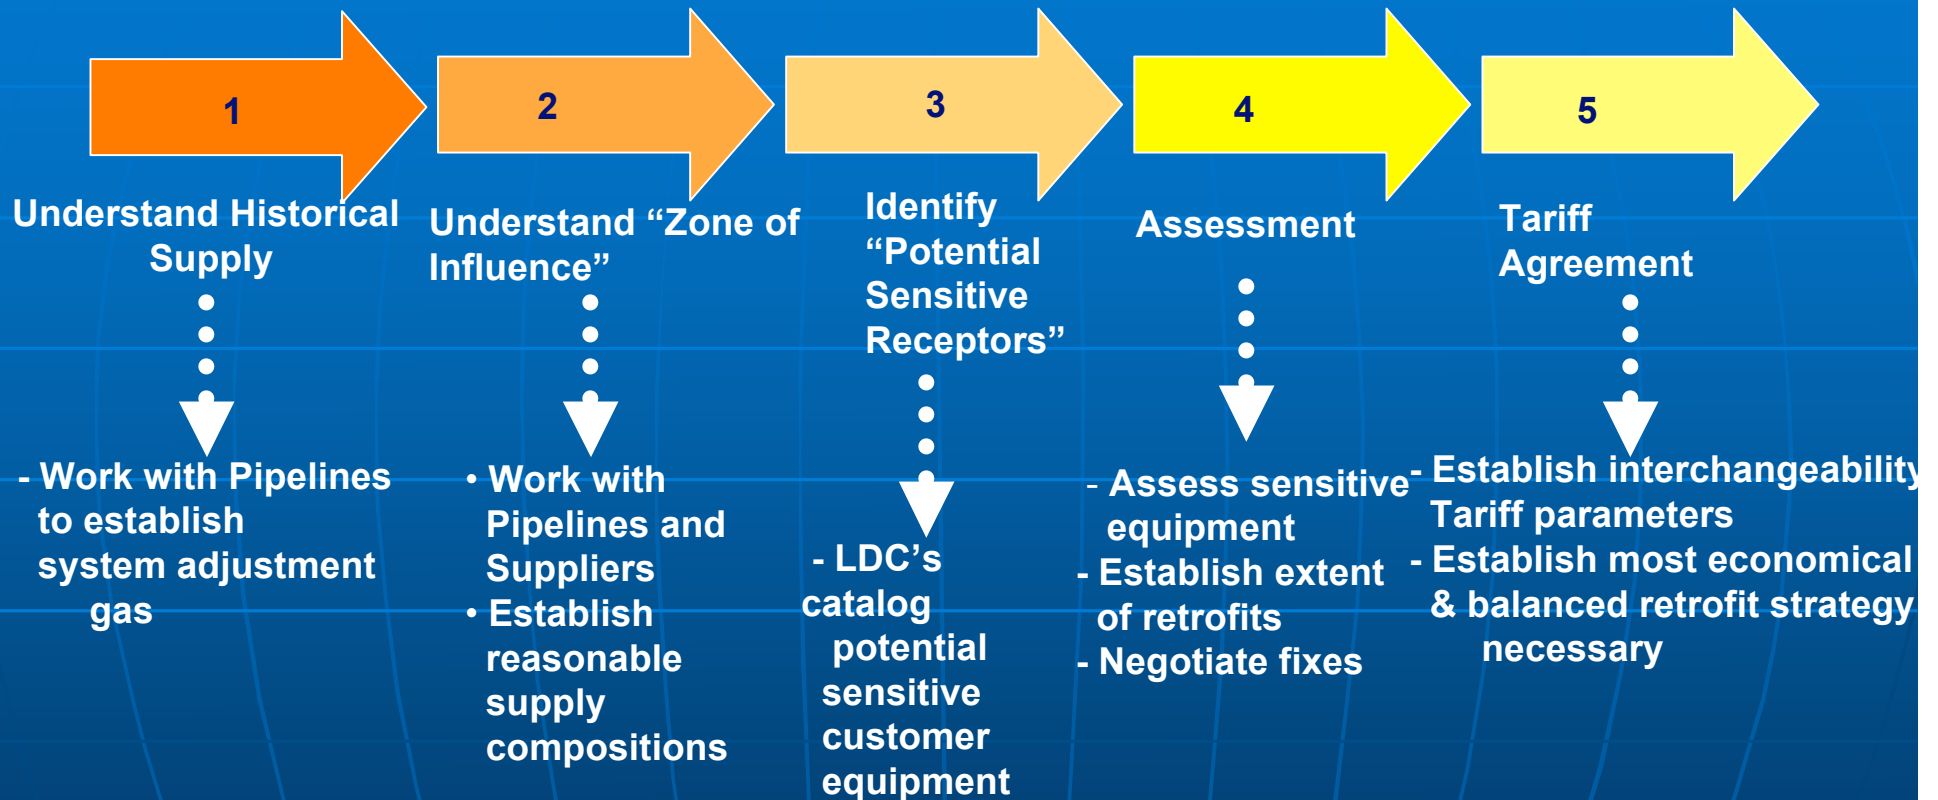 1
2
3
4
5
Understand Historical
Supply
Understand “Zone of
Influence”
Identify
“Potential
Sensitive
Receptors”
Assessment
Tariff
Agreement
- Work with Pipelines
to establish
system adjustment
gas
• Work with
Pipelines and
Suppliers
• Establish
reasonable
supply
compositions
- LDC’s
catalog
potential
sensitive
customer
equipment
- Assess sensitive
equipment
- Establish extent
of retrofits
- Negotiate fixes
- Establish interchangeability
Tariff parameters
- Establish most economical
& balanced retrofit strategy
necessary